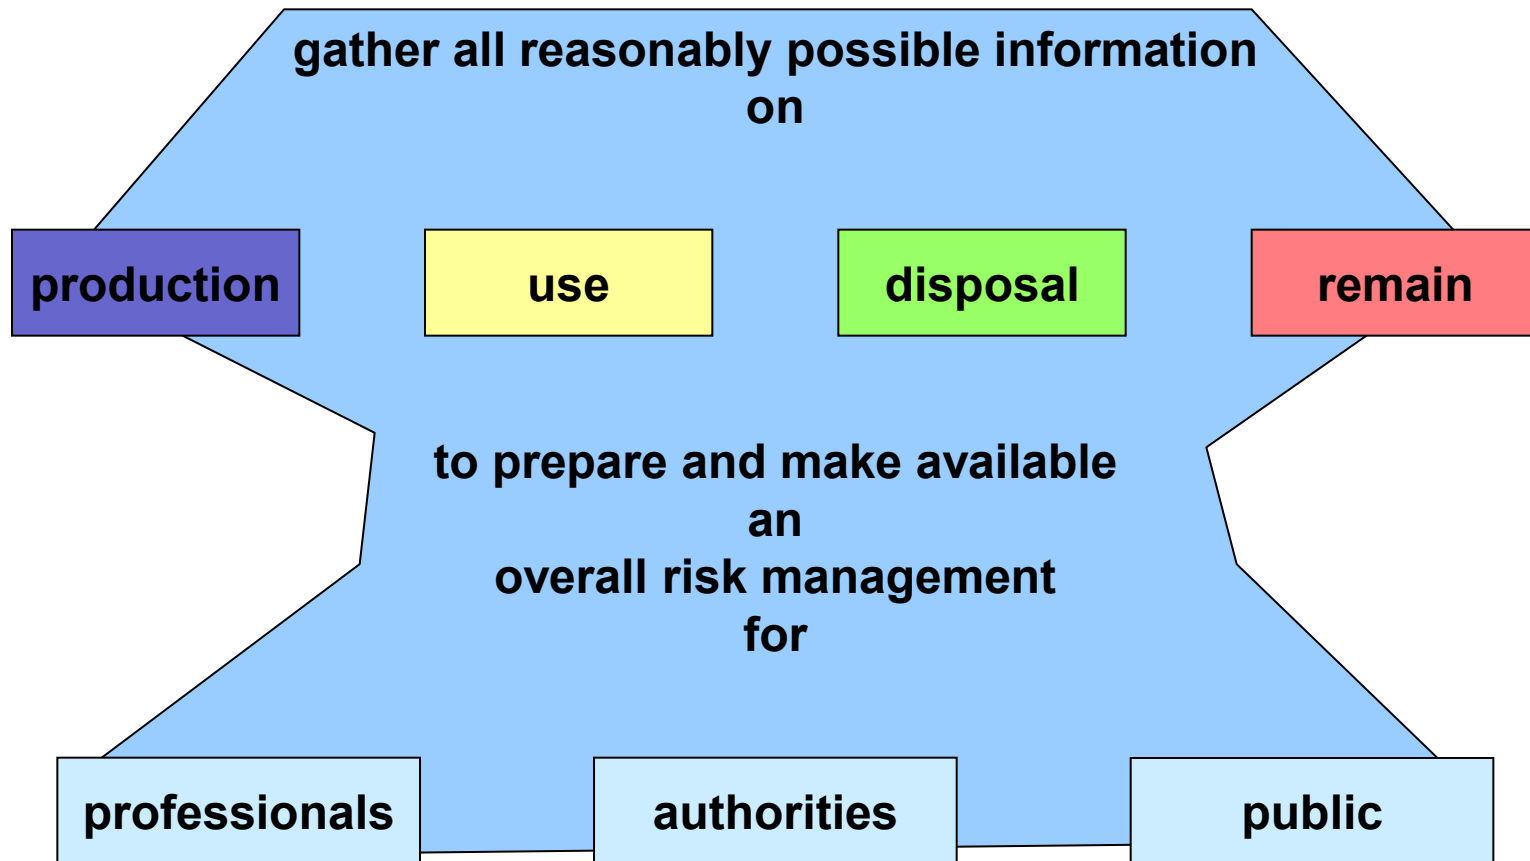 gather all reasonably possible information
on
production
use
disposal
remain
to prepare and make available
an
overall risk management
for
professionals
authorities
public